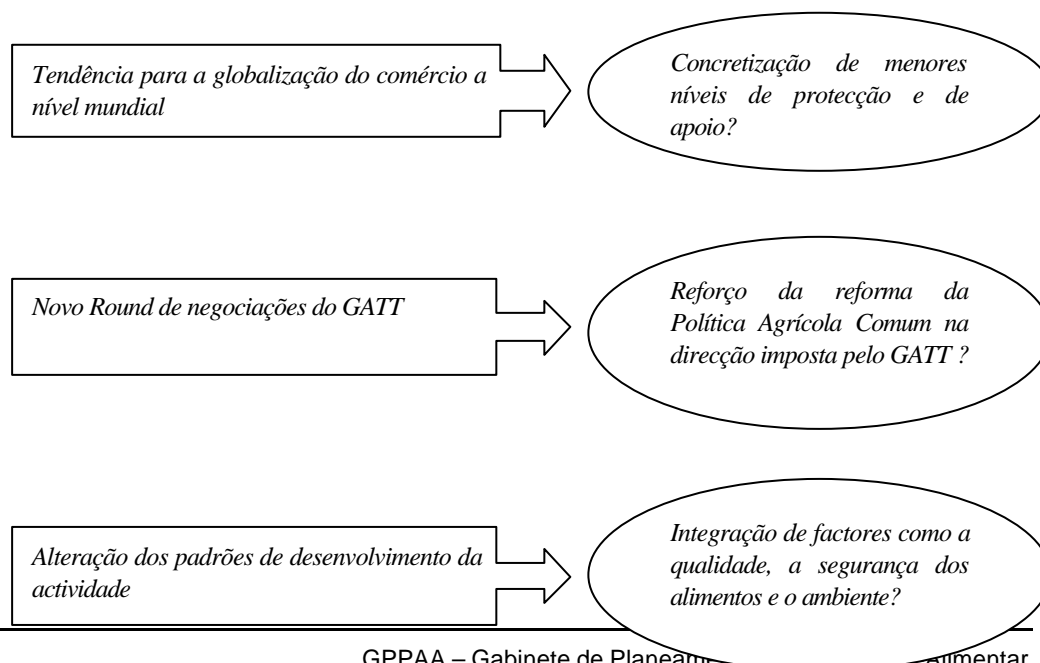 Tendência para a globalização do comércio a
nível mundial
Concretização de menores
níveis de protecção e de
apoio?
Novo Round de negociações do GATT
Reforço da reforma da
Política Agrícola Comum na
direcção imposta pelo GATT ?
Alteração dos padrões de desenvolvimento da
actividade
Integração de factores como a
qualidade, a segurança dos
alimentos e o ambiente?
GPPAA – Gabinete de Alimentar